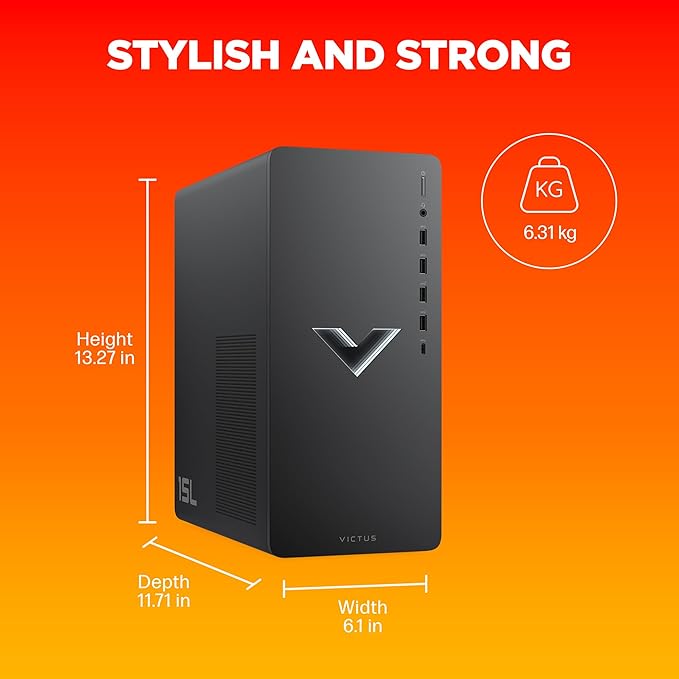 STYLISH AND STRONG
KG
6.31 kg
Height
13.27 in
15L
VICTUS
Depth
11.71 in
Width
6.1 in